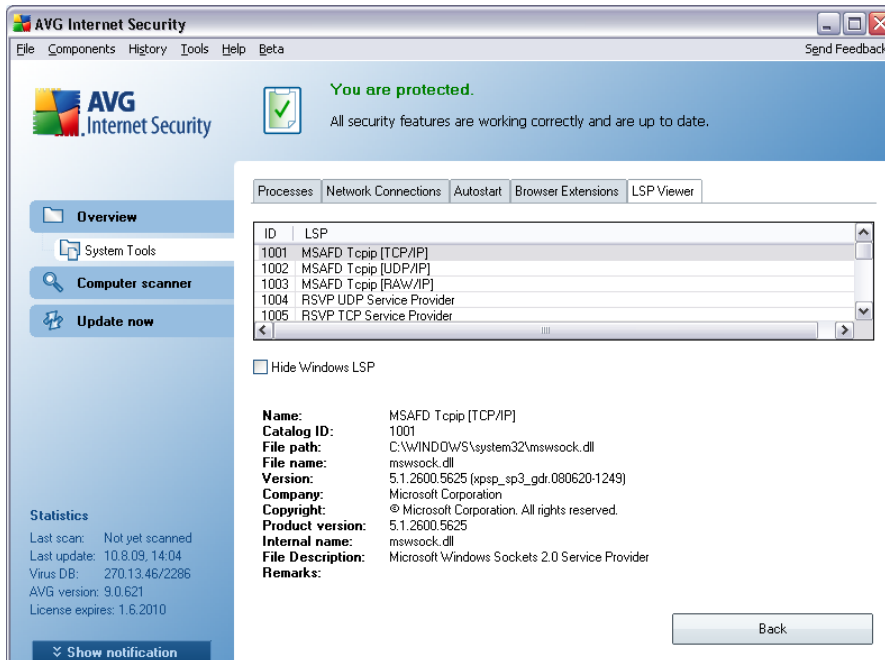 AVG Internet Security
File Components History Tools Help Beta Send Feedback
AVG
Internet Security
You are protected.
All security features are working correctly and are up to date.
Overview
System Tools
Computer scanner
Update now
Processes Network Connections Autostart Browser Extensions LSP Viewer
ID LSP
1001 MSAFD Tcpip [TCP/IP]
1002 MSAFD Tcpip [UDP/IP]
1003 MSAFD Tcpip [RAW/IP]
1004 RSVP UDP Service Provider
1005 RSVP TCP Service Provider
Hide Windows LSP
Name: MSAFD Tcpip [TCP/IP]
Catalog ID: 1001
File path: C:\WINDOWS\system32\mswsock.dll
File name: mswsock.dll
Version: 5.1.2600.5625 (xpsp_sp3_gdr.080620-1249)
Company: Microsoft Corporation
Copyright: © Microsoft Corporation. All rights reserved.
Product version: 5.1.2600.5625
Internal name: mswsock.dll
File Description: Microsoft Windows Sockets 2.0 Service Provider
Remarks:
Statistics
Last scan: Not yet scanned
Last update: 10.8.09, 14:04
Virus DB: 270.13.46/2286
AVG version: 9.0.621
License expires: 1.6.2010
Show notification
Back